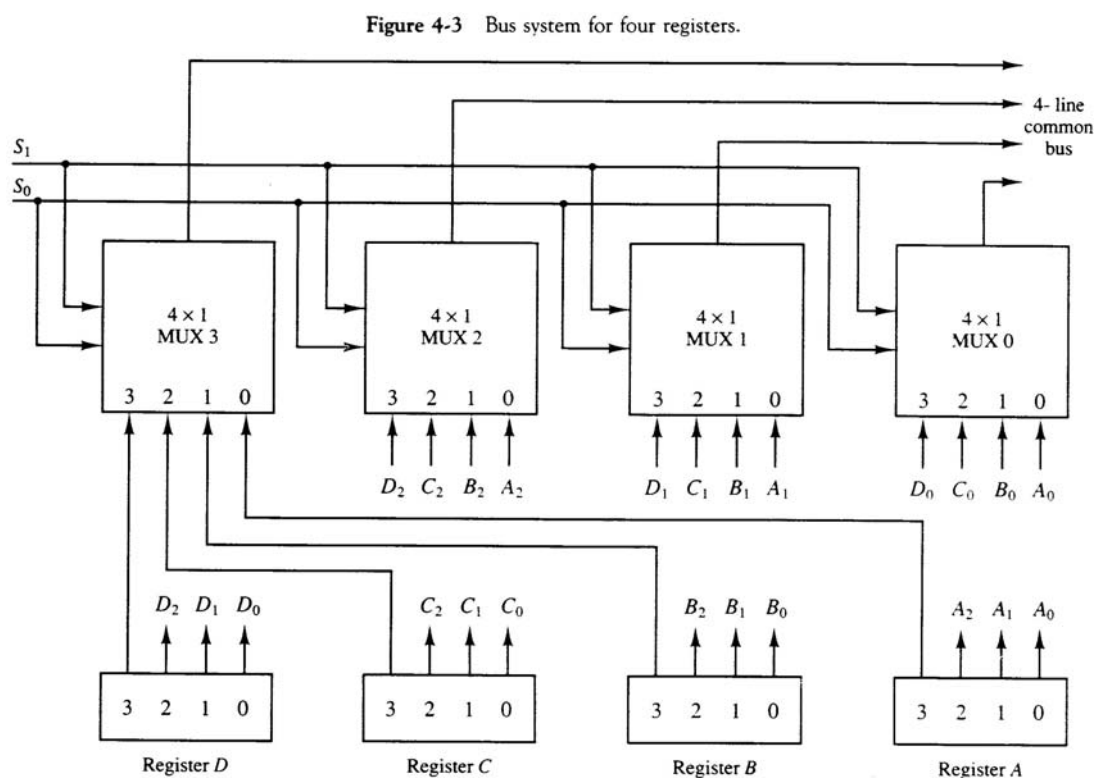 Figure 4-3 Bus system for four registers.
4- line
common
bus
S₁
S₀
4 × 1
MUX 3
3 2 1 0
4 × 1
MUX 2
3 2 1 0
4 × 1
MUX 1
3 2 1 0
4 × 1
MUX 0
3 2 1 0
D₂ C₂ B₂ A₂
D₁ C₁ B₁ A₁
D₀ C₀ B₀ A₀
D₂ D₁ D₀
C₂ C₁ C₀
B₂ B₁ B₀
A₂ A₁ A₀
3 2 1 0
3 2 1 0
3 2 1 0
3 2 1 0
Register D
Register C
Register B
Register A